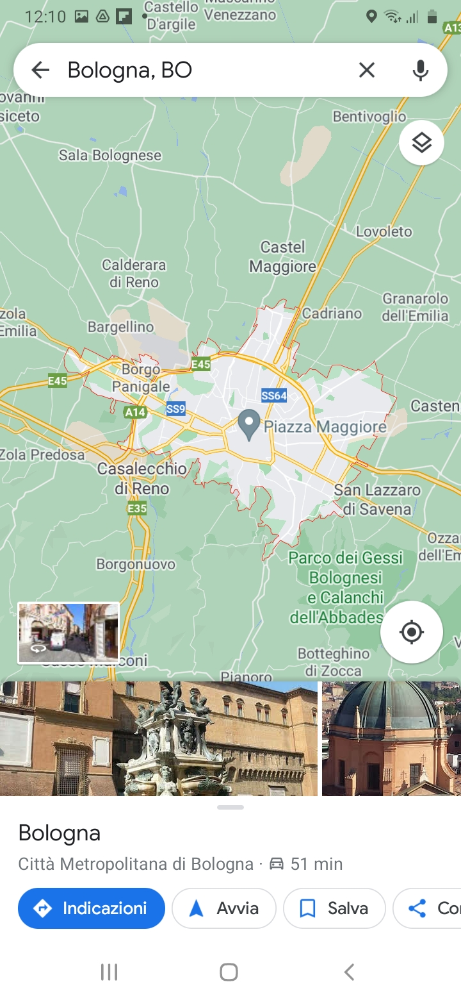 12:10
Castello
D'argile
Venezzano
A13
Bologna, BO
siceto
Bentivoglio
Sala Bolognese
Lovoleto
Castel
Maggiore
Calderara
di Reno
Granarolo
dell'Emilia
zola
Emilia
Cadriano
Bargellino
E45
Borgo
Panigale
E45
SS64
SS9
A14
Casten
Piazza Maggiore
Zola Predosa
Casalecchio
di Reno
San Lazzaro
di Savena
E35
Ozza
dell'Em
Parco dei Gessi
Bolognesi
e Calanchi
dell'Abbades
Borgonuovo
V
Botteghino
di Zocca
coni
Pianoro
Bologna
Città Metropolitana di Bologna · 51 min
Indicazioni
Avvia
Salva
Co